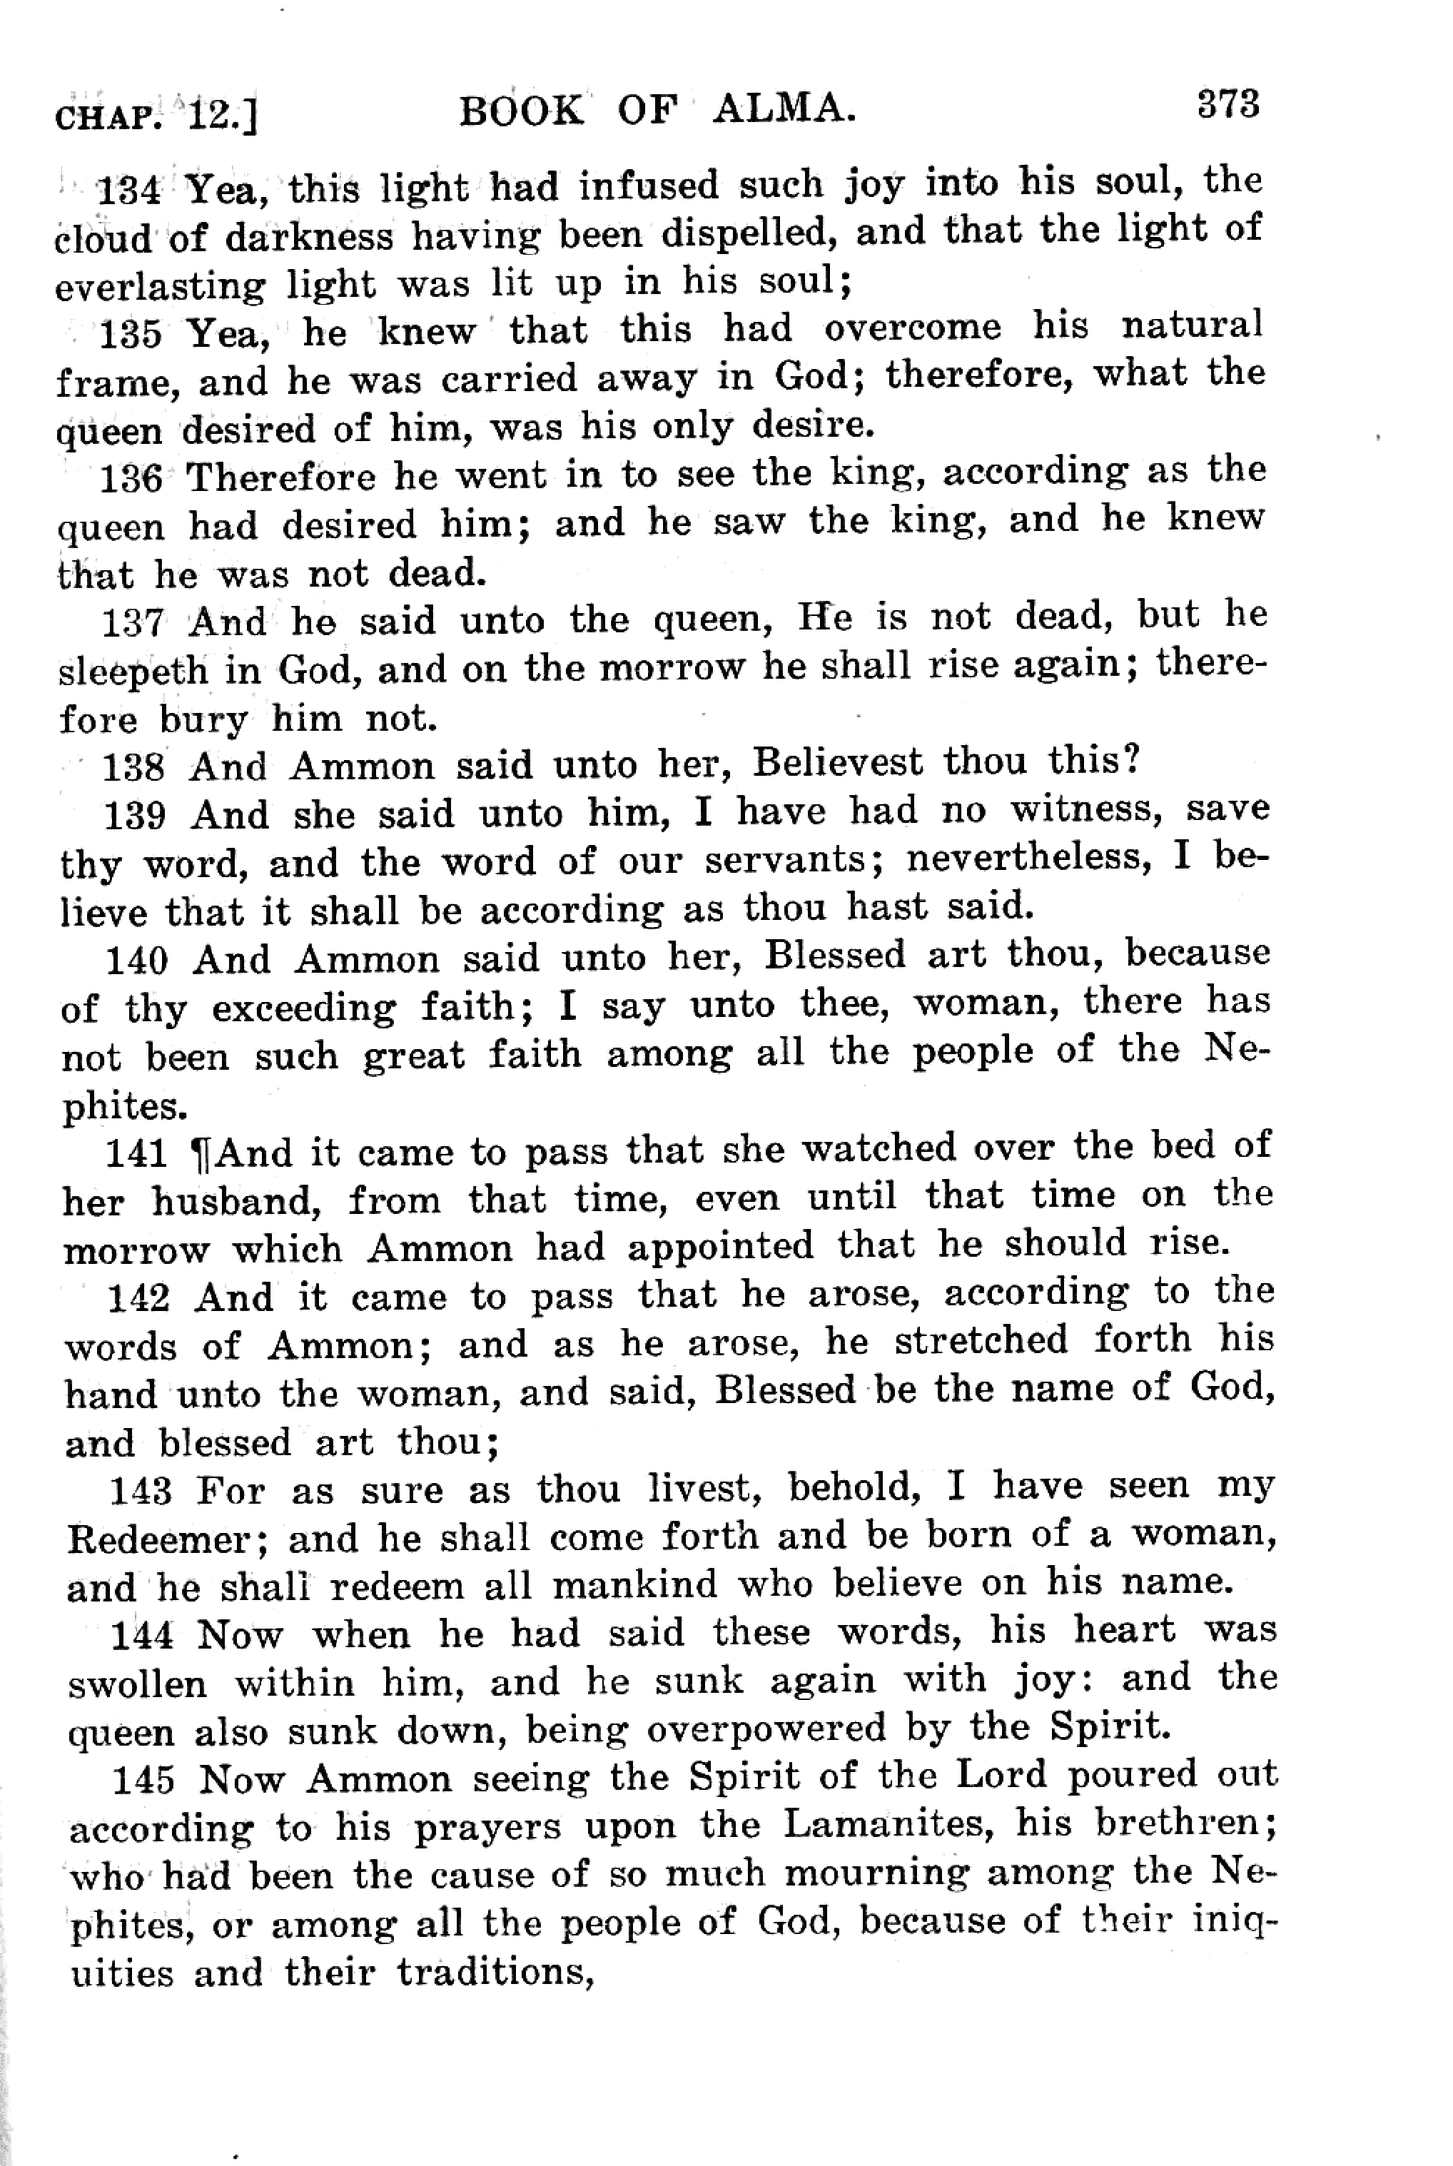 CHAP. 12.] BOOK OF ALMA. 373
134 Yea, this light had infused such joy into his soul, the
cloud of darkness having been dispelled, and that the light of
everlasting light was lit up in his soul;
135 Yea, he knew that this had overcome his natural
frame, and he was carried away in God; therefore, what the
queen desired of him, was his only desire.
136 Therefore he went in to see the king, according as the
queen had desired him; and he saw the king, and he knew
that he was not dead.
137 And he said unto the queen, He is not dead, but he
sleepeth in God, and on the morrow he shall rise again; there-
fore bury him not.
138 And Ammon said unto her, Believest thou this?
139 And she said unto him, I have had no witness, save
thy word, and the word of our servants; nevertheless, I be-
lieve that it shall be according as thou hast said.
140 And Ammon said unto her, Blessed art thou, because
of thy exceeding faith; I say unto thee, woman, there has
not been such great faith among all the people of the Ne-
phites.
141 ¶And it came to pass that she watched over the bed of
her husband, from that time, even until that time on the
morrow which Ammon had appointed that he should rise.
142 And it came to pass that he arose, according to the
words of Ammon; and as he arose, he stretched forth his
hand unto the woman, and said, Blessed be the name of God,
and blessed art thou;
143 For as sure as thou livest, behold, I have seen my
Redeemer; and he shall come forth and be born of a woman,
and he shall redeem all mankind who believe on his name.
144 Now when he had said these words, his heart was
swollen within him, and he sunk again with joy: and the
queen also sunk down, being overpowered by the Spirit.
145 Now Ammon seeing the Spirit of the Lord poured out
according to his prayers upon the Lamanites, his brethren;
who had been the cause of so much mourning among the Ne-
phites, or among all the people of God, because of their iniq-
uities and their traditions,